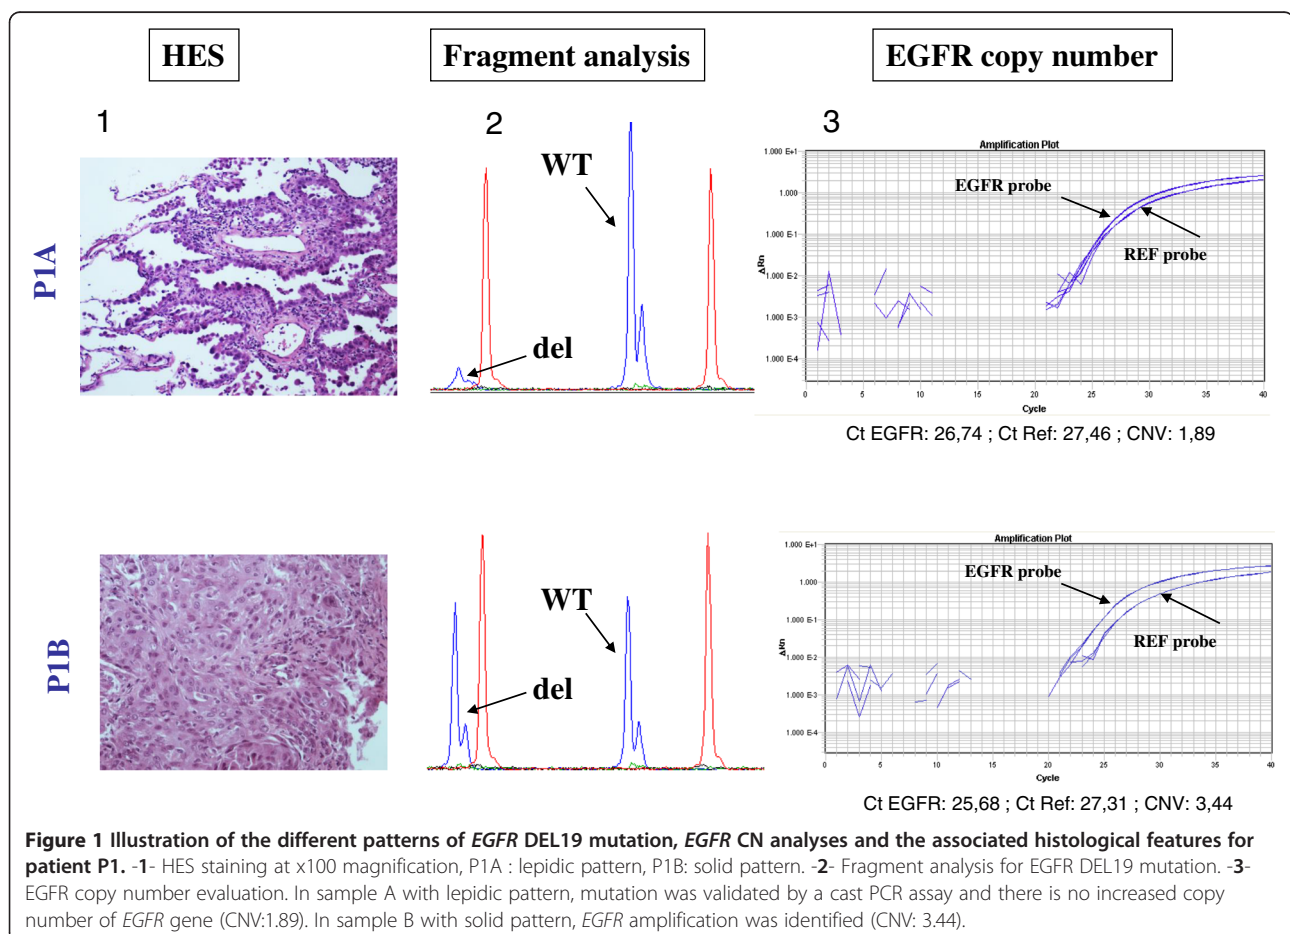 HES
Fragment analysis
EGFR copy number
1
2
3
P1A
WT
del
Amplification Plot
1.000 E+1
1.000
1.000 E-1
1.000 E-2
1.000 E-3
1.000 E-4
ΔRn
EGFR probe
REF probe
0 5 10 15 20 25 30 35 40
Cycle
Ct EGFR: 26,74 ; Ct Ref: 27,46 ; CNV: 1,89
P1B
WT
del
Amplification Plot
1.000 E+1
1.000
1.000 E-1
1.000 E-2
1.000 E-3
1.000 E-4
ΔRn
EGFR probe
REF probe
0 5 10 15 20 25 30 35 40
Cycle
Ct EGFR: 25,68 ; Ct Ref: 27,31 ; CNV: 3,44
Figure 1 Illustration of the different patterns of EGFR DEL19 mutation, EGFR CN analyses and the associated histological features for
patient P1. -1- HES staining at x100 magnification, P1A : lepidic pattern, P1B: solid pattern. -2- Fragment analysis for EGFR DEL19 mutation. -3-
EGFR copy number evaluation. In sample A with lepidic pattern, mutation was validated by a cast PCR assay and there is no increased copy
number of EGFR gene (CNV:1.89). In sample B with solid pattern, EGFR amplification was identified (CNV: 3.44).